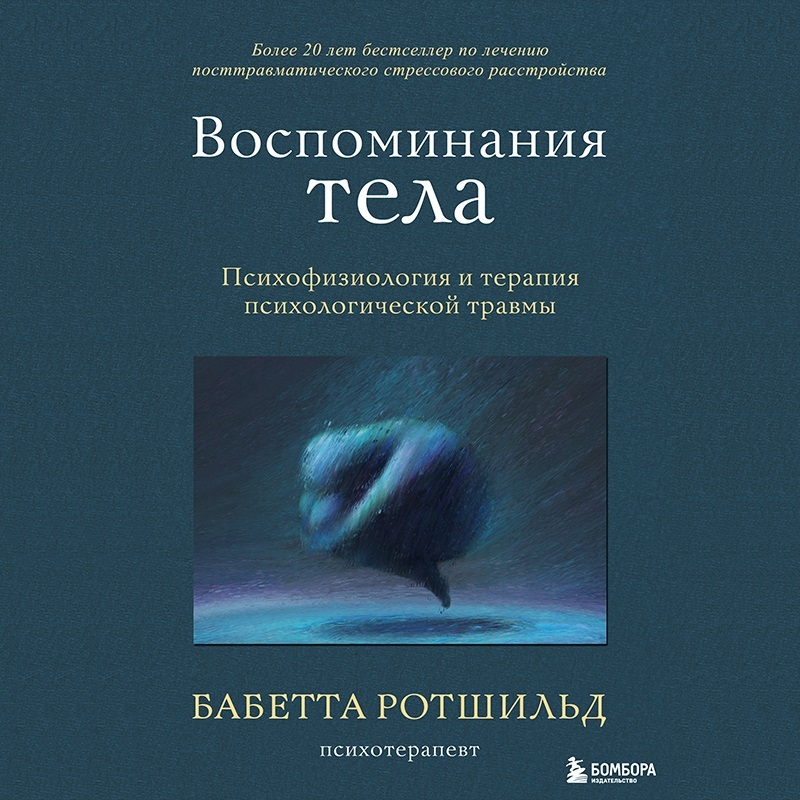 Более 20 лет бестселлер по лечению
посттравматического стрессового расстройства
Воспоминания
тела
Психофизиология и терапия
психологической травмы
БАБЕТТА РОТШИЛЬД
психотерапевт
БОМБОРА
ИЗДАТЕЛЬСТВО